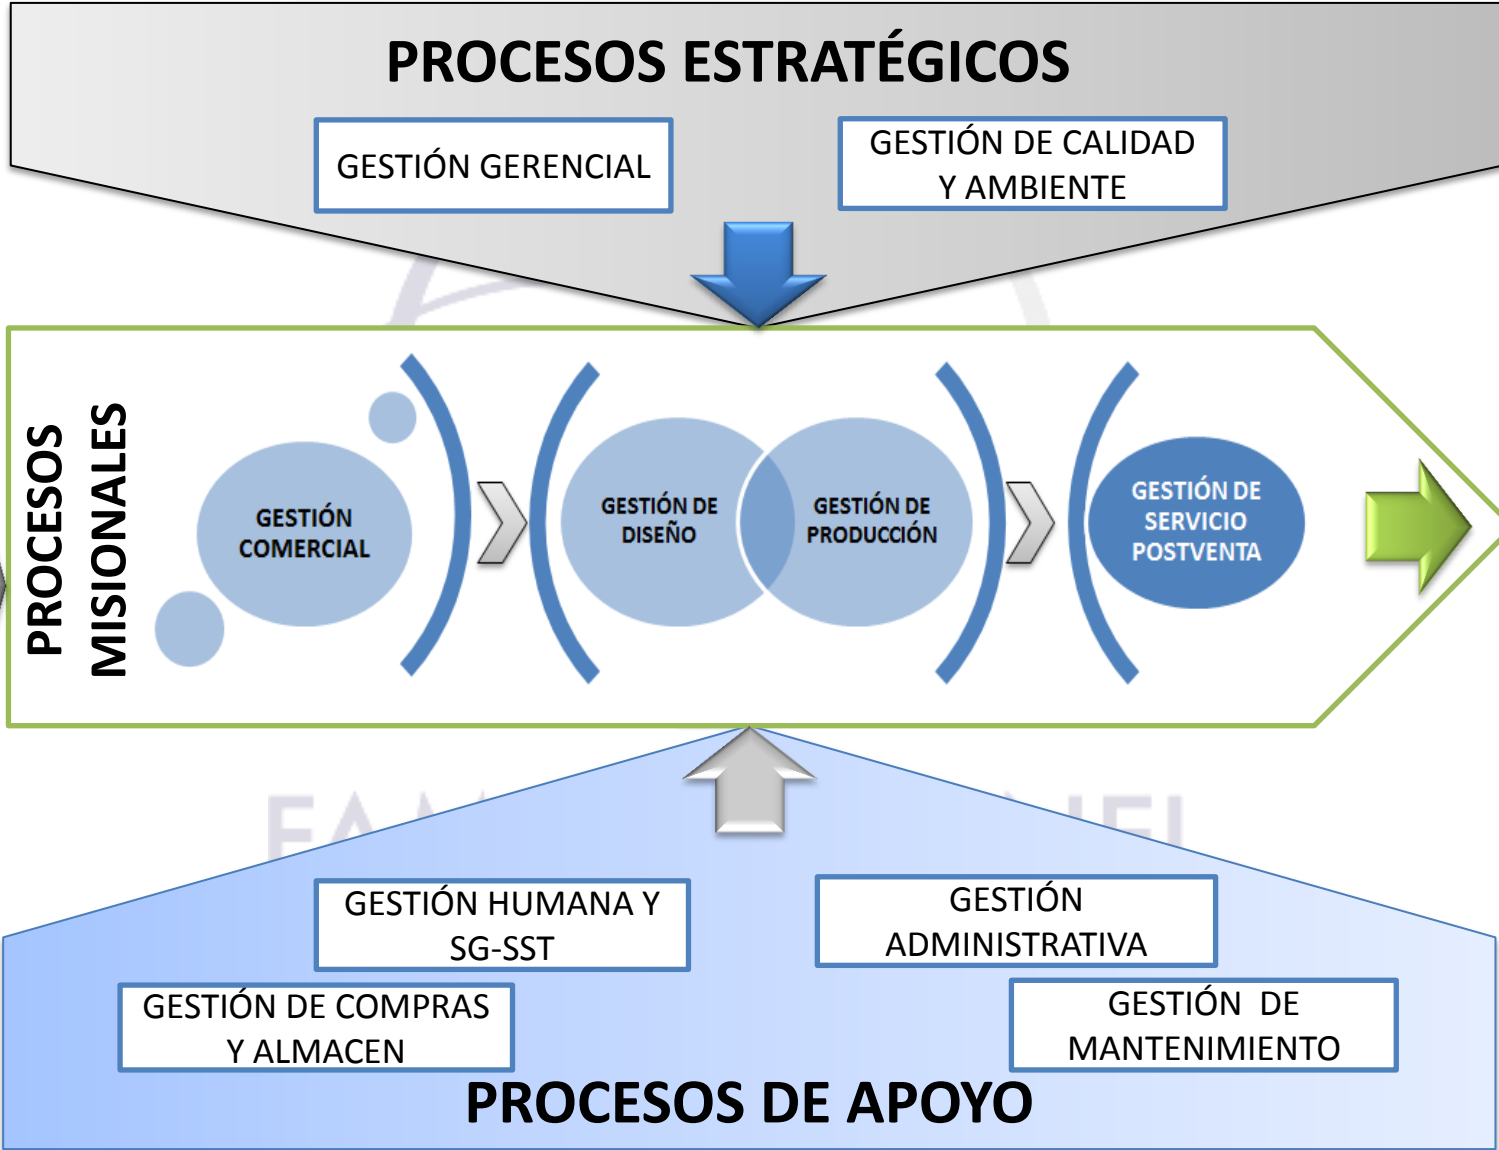 PROCESOS ESTRATÉGICOS
GESTIÓN GERENCIAL
GESTIÓN DE CALIDAD
Y AMBIENTE
PROCESOS
MISIONALES
GESTIÓN
COMERCIAL
GESTIÓN DE
DISEÑO
GESTIÓN DE
PRODUCCIÓN
GESTIÓN DE
SERVICIO
POSTVENTA
GESTIÓN HUMANA Y
SG-SST
GESTIÓN
ADMINISTRATIVA
GESTIÓN DE COMPRAS
Y ALMACEN
GESTIÓN  DE
MANTENIMIENTO
PROCESOS DE APOYO